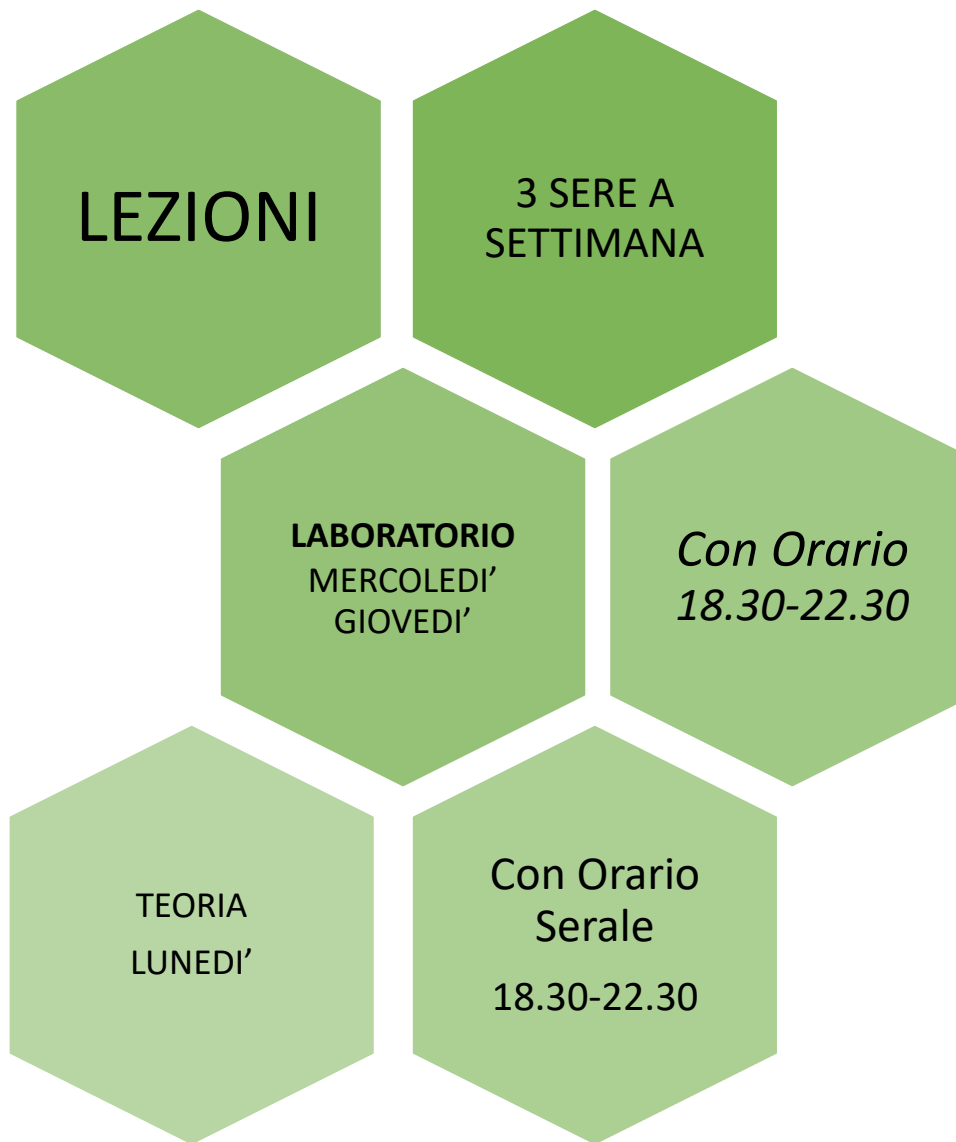 LEZIONI
3 SERE A
SETTIMANA
LABORATORIO
MERCOLEDI’
GIOVEDI’
Con Orario
18.30-22.30
TEORIA
LUNEDI’
Con Orario
Serale
18.30-22.30